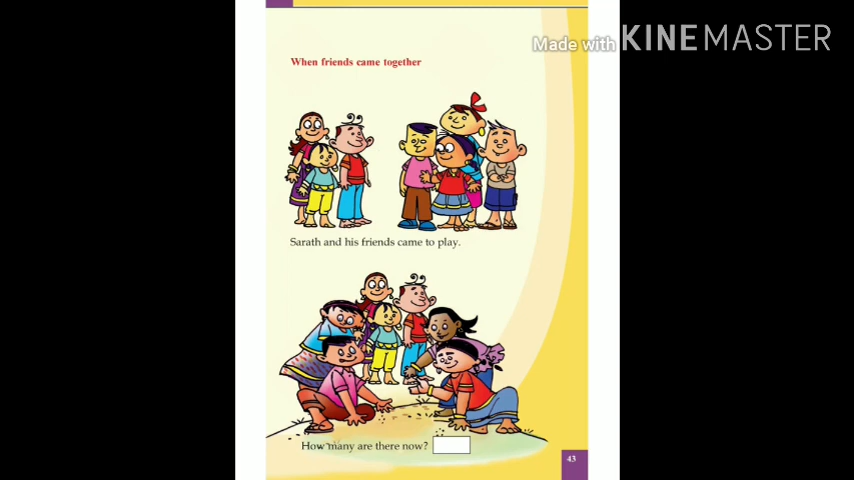 Made with KINEMASTER
When friends came together
Sarath and his friends came to play.
How many are there now?
43